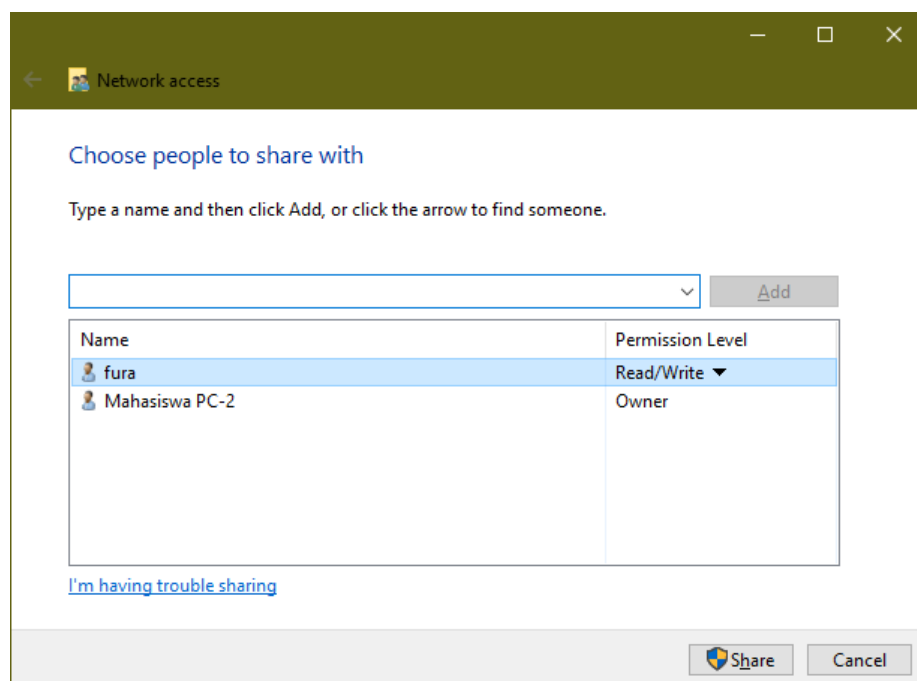 Network access
Choose people to share with
Type a name and then click Add, or click the arrow to find someone.
Add
Name Permission Level
fura Read/Write
Mahasiswa PC-2 Owner
I'm having trouble sharing
Share Cancel